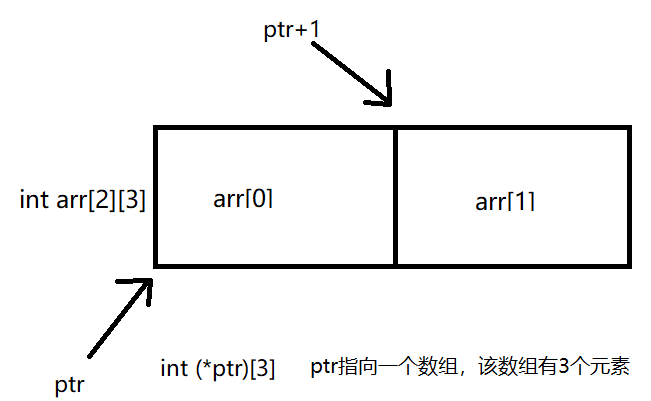 ptr+1
int arr[2][3]
arr[0]
arr[1]
ptr
int (*ptr)[3]
ptr指向一个数组，该数组有3个元素